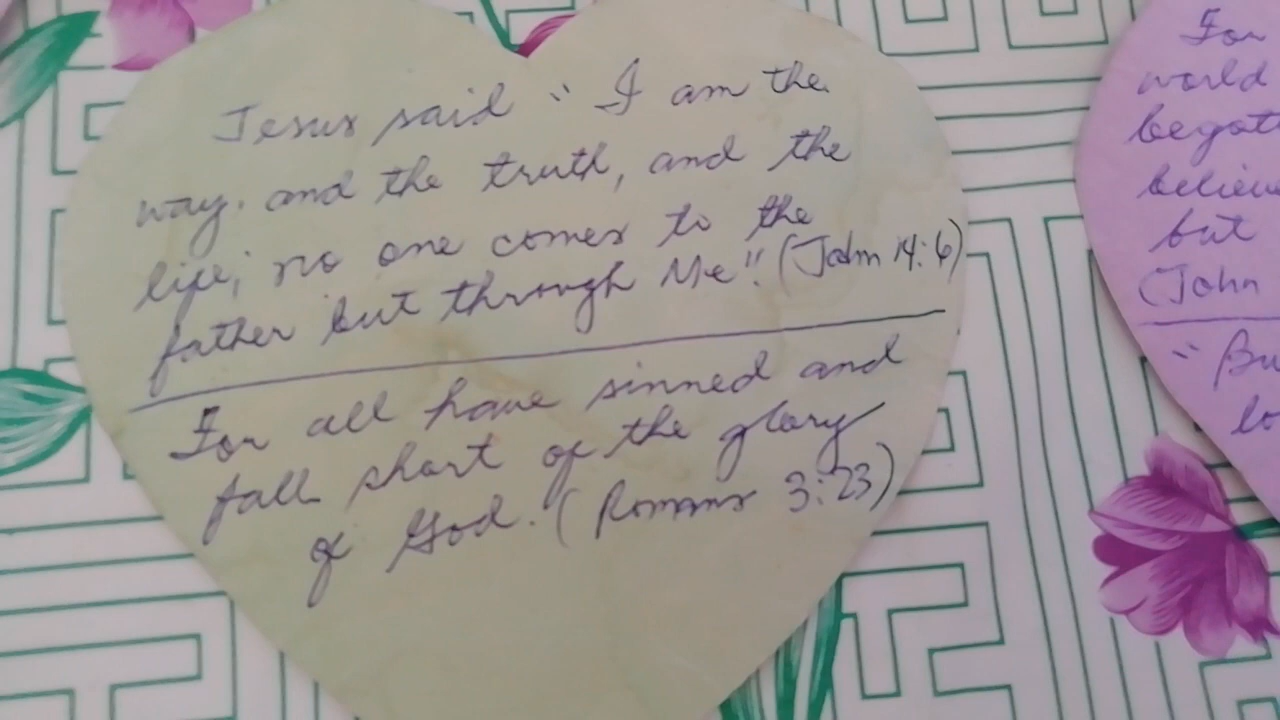 Jesus said " I am the
way. and the truth, and the
life; no one comes to the
father but through Me". (John 14:6)
For all have sinned and
fall short of the glory
of God. (Romans 3:23)
For
world
begott
believe
but
(John
" Bu
lo